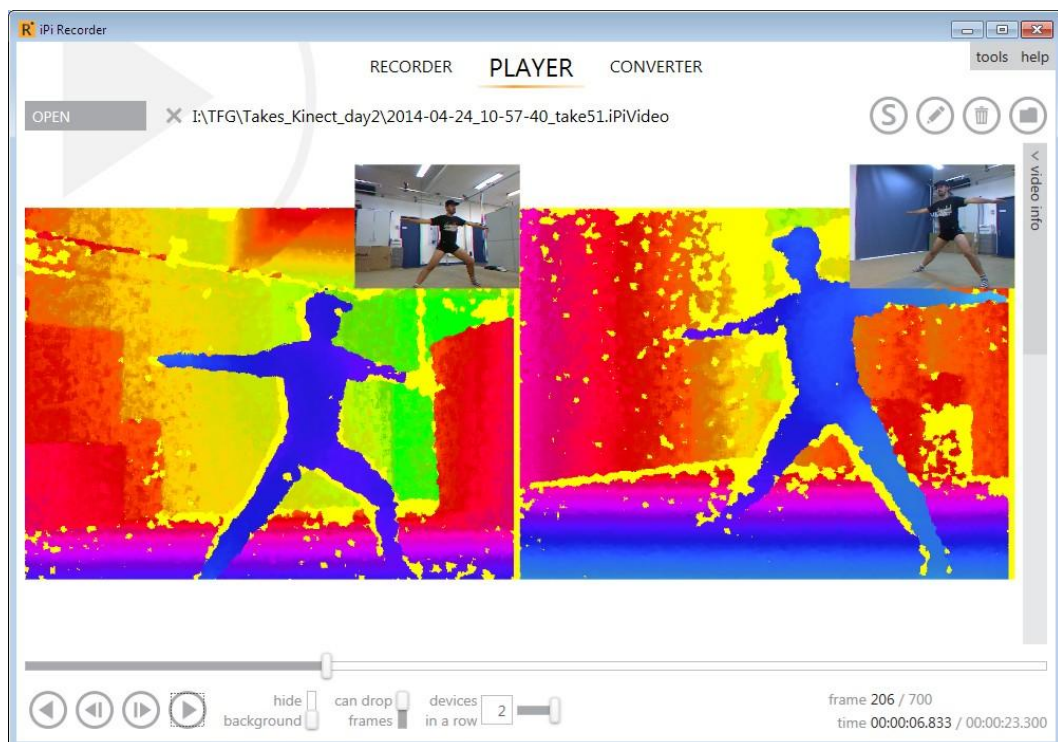 iPi Recorder
tools help
RECORDER PLAYER CONVERTER
OPEN I:\TFG\Takes_Kinect_day2\2014-04-24_10-57-40_take51.iPiVideo
S
< video info
hide
background
can drop
frames
devices
in a row
2
frame 206 / 700
time 00:00:06.833 / 00:00:23.300